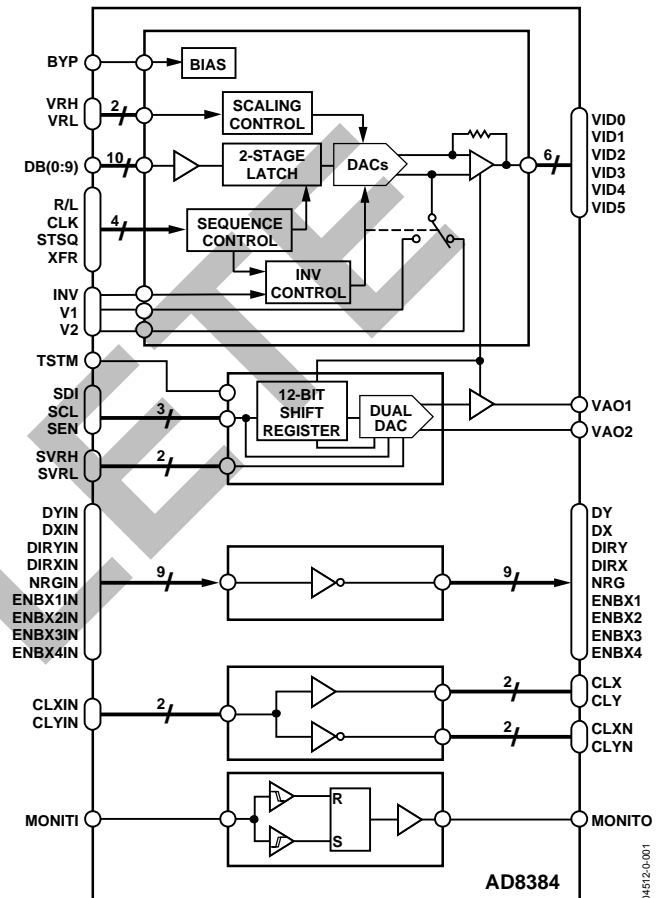 BYP
BIAS
VRH
VRL
2
SCALING
CONTROL
DB(0:9)
10
2-STAGE
LATCH
DACs
6
VID0
VID1
VID2
VID3
VID4
VID5
R/L
CLK
STSQ
XFR
4
SEQUENCE
CONTROL
INV
CONTROL
INV
V1
V2
TSTM
SDI
SCL
SEN
3
12-BIT
SHIFT
REGISTER
DUAL
DAC
VAO1
VAO2
SVRH
SVRL
2
DYIN
DXIN
DIRYIN
DIRXIN
NRGIN
ENBX1IN
ENBX2IN
ENBX3IN
ENBX4IN
9
9
DY
DX
DIRY
DIRX
NRG
ENBX1
ENBX2
ENBX3
ENBX4
CLXIN
CLYIN
2
2
CLX
CLY
2
CLXN
CLYN
MONITI
R
S
MONITO
AD8384
04512-0-001
LETE